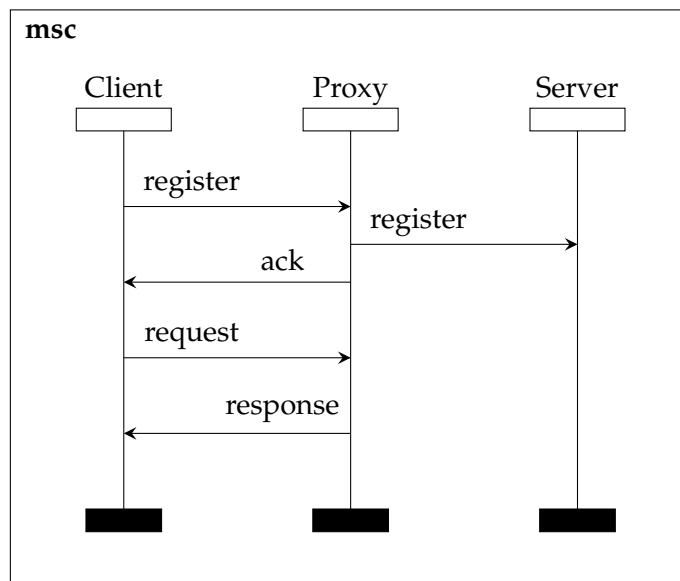 msc
Client Proxy Server
register
register
ack
request
response